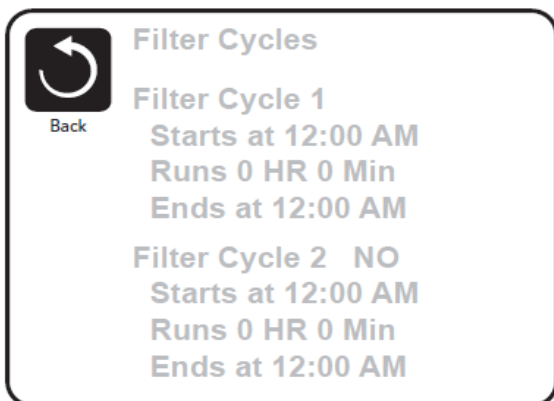 Filter Cycles
Back
Filter Cycle 1
Starts at 12:00 AM
Runs 0 HR 0 Min
Ends at 12:00 AM
Filter Cycle 2 NO
Starts at 12:00 AM
Runs 0 HR 0 Min
Ends at 12:00 AM